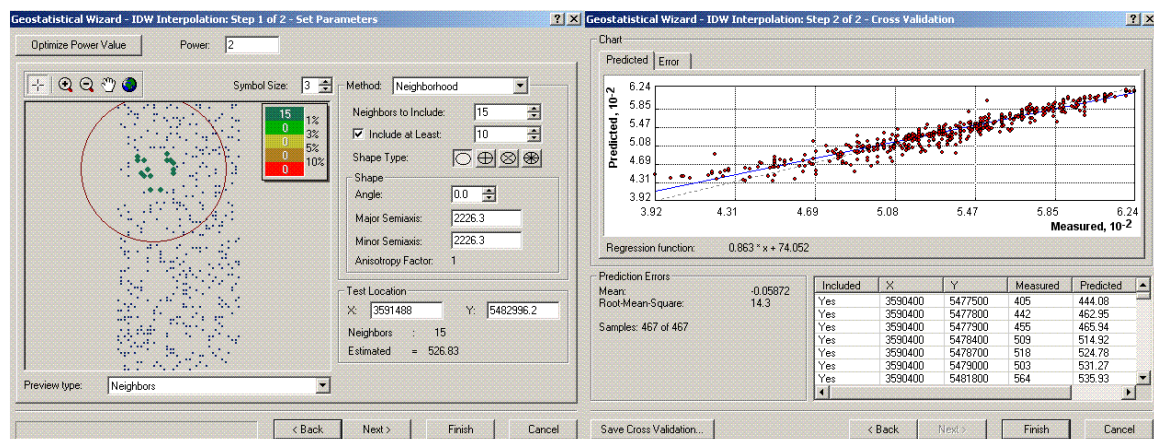 Geostatistical Wizard - IDW Interpolation: Step 1 of 2 - Set Parameters
Optimize Power Value
Power: 2
Symbol Size: 3
15
0
0
0
0
1%
3%
5%
10%
Method: Neighborhood
Neighbors to Include: 15
Include at Least: 10
Shape Type:
Shape
Angle: 0.0
Major Semiaxis: 2226.3
Minor Semiaxis: 2226.3
Anisotropy Factor: 1
Test Location
X: 3591488 Y: 5482996.2
Neighbors : 15
Estimated = 526.83
Preview type: Neighbors
< Back Next > Finish Cancel
Geostatistical Wizard - IDW Interpolation: Step 2 of 2 - Cross Validation
Chart
Predicted Error
Predicted, 10-2
6.24
5.85
5.47
5.08
4.69
4.31
3.92
3.92 4.31 4.69 5.08 5.47 5.85 6.24
Measured, 10-2
Regression function: 0.863 * x + 74.052
Prediction Errors
Mean: -0.05872
Root-Mean-Square: 14.3
Samples: 467 of 467
Included X Y Measured Predicted
Yes 3590400 5477500 405 444.08
Yes 3590400 5477800 442 462.95
Yes 3590400 5477900 455 465.94
Yes 3590400 5478400 509 514.92
Yes 3590400 5478700 518 524.78
Yes 3590400 5479000 503 531.27
Yes 3590400 5481800 564 535.93
Save Cross Validation... < Back Next > Finish Cancel